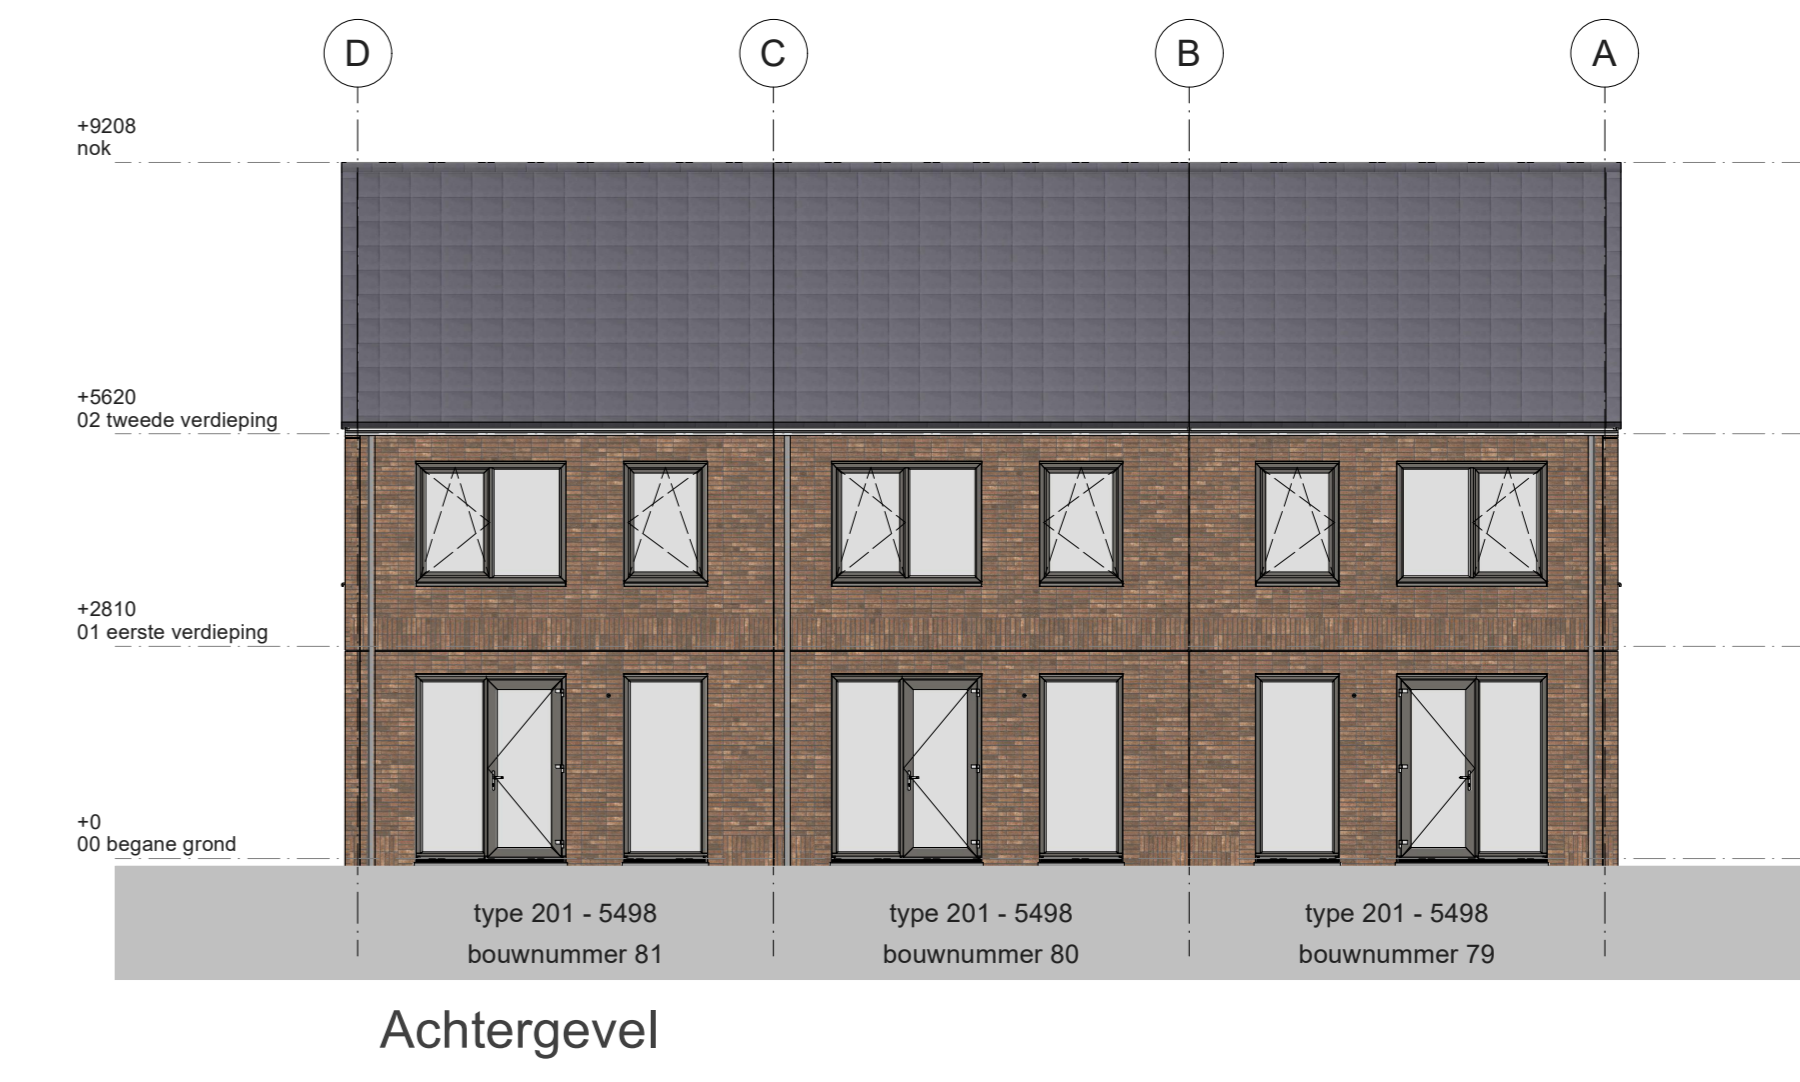 D
C
B
A
+9208
nok
+5620
02 tweede verdieping
+2810
01 eerste verdieping
+0
00 begane grond
type 201 - 5498
bouwnummer 81
type 201 - 5498
bouwnummer 80
type 201 - 5498
bouwnummer 79
Achtergevel